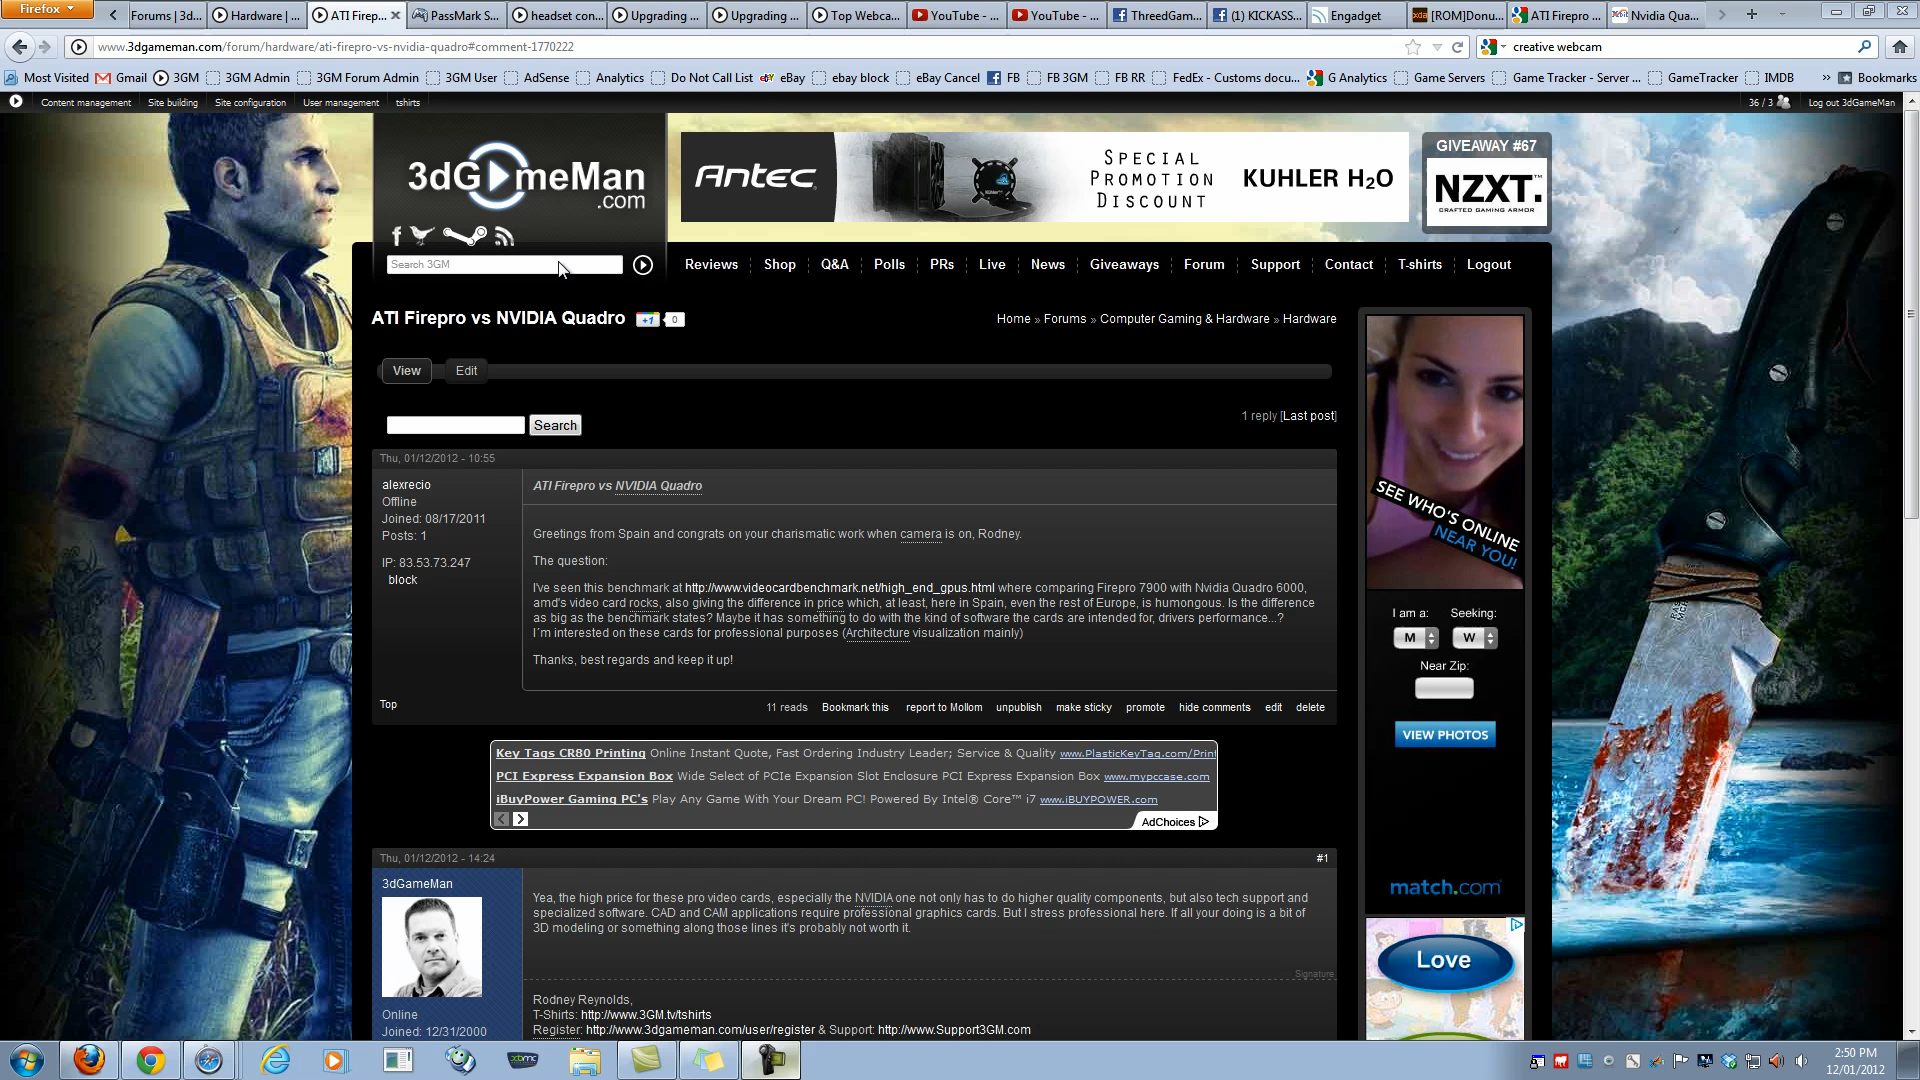 Firefox
Forums | 3d...
Hardware | ...
ATI Firep...
PassMark S...
headset con...
Upgrading ...
Upgrading ...
Top Webca...
YouTube - ...
YouTube - ...
ThreedGam...
(1) KICKASS...
Engadget
[ROM]Donu...
ATI Firepro ...
Nvidia Qua...
www.3dgameman.com/forum/hardware/ati-firepro-vs-nvidia-quadro#comment-1770222
creative webcam
Most Visited Gmail 3GM 3GM Admin 3GM Forum Admin 3GM User AdSense Analytics Do Not Call List eBay ebay block eBay Cancel FB FB 3GM FB RR FedEx - Customs docu... G Analytics Game Servers Game Tracker - Server ... GameTracker IMDB » Bookmarks
Content management Site building Site configuration User management tshirts
36 / 3 Log out 3dGameMan
3dGameMan
.com
Search 3GM
Antec
SPECIAL
PROMOTION
DISCOUNT
KUHLER H₂O
GIVEAWAY #67
NZXT.
CRAFTED GAMING ARMOR
Reviews Shop Q&A Polls PRs Live News Giveaways Forum Support Contact T-shirts Logout
ATI Firepro vs NVIDIA Quadro
+1 0
Home » Forums » Computer Gaming & Hardware » Hardware
View Edit
1 reply [Last post]
Search
Thu, 01/12/2012 - 10:55
alexrecio
Offline
Joined: 08/17/2011
Posts: 1
IP: 83.53.73.247
block
ATI Firepro vs NVIDIA Quadro
Greetings from Spain and congrats on your charismatic work when camera is on, Rodney.
The question:
I've seen this benchmark at http://www.videocardbenchmark.net/high_end_gpus.html where comparing Firepro 7900 with Nvidia Quadro 6000,
amd's video card rocks, also giving the difference in price which, at least, here in Spain, even the rest of Europe, is humongous. Is the difference
as big as the benchmark states? Maybe it has something to do with the kind of software the cards are intended for, drivers performance...?
I´m interested on these cards for professional purposes (Architecture visualization mainly)
Thanks, best regards and keep it up!
Top
11 reads Bookmark this report to Mollom unpublish make sticky promote hide comments edit delete
Key Tags CR80 Printing Online Instant Quote, Fast Ordering Industry Leader; Service & Quality www.PlasticKeyTag.com/Print
PCI Express Expansion Box Wide Select of PCIe Expansion Slot Enclosure PCI Express Expansion Box www.mypccase.com
iBuyPower Gaming PC's Play Any Game With Your Dream PC! Powered By Intel® Core™ i7 www.iBUYPOWER.com
AdChoices
Thu, 01/12/2012 - 14:24
#1
3dGameMan
Online
Joined: 12/31/2000
Yea, the high price for these pro video cards, especially the NVIDIA one not only has to do higher quality components, but also tech support and
specialized software. CAD and CAM applications require professional graphics cards. But I stress professional here. If all your doing is a bit of
3D modeling or something along those lines it's probably not worth it.
Signature
Rodney Reynolds,
T-Shirts: http://www.3GM.tv/tshirts
Register: http://www.3dgameman.com/user/register & Support: http://www.Support3GM.com
SEE WHO'S ONLINE
NEAR YOU!
I am a: Seeking:
M W
Near Zip:
VIEW PHOTOS
match.com
Love
xbmc
2:50 PM
12/01/2012